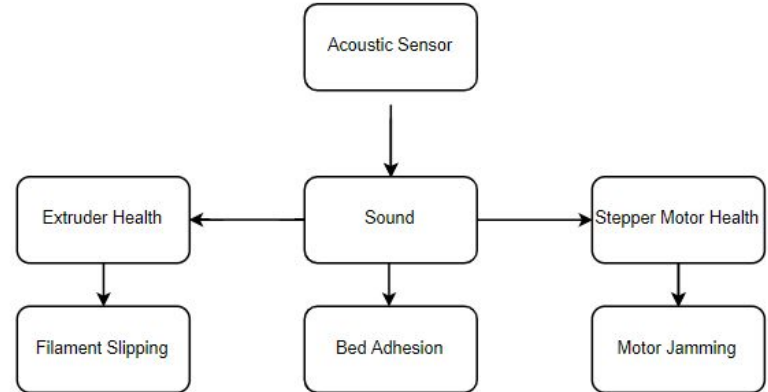 Acoustic Sensor
Extruder Health
Sound
Stepper Motor Health
Filament Slipping
Bed Adhesion
Motor Jamming